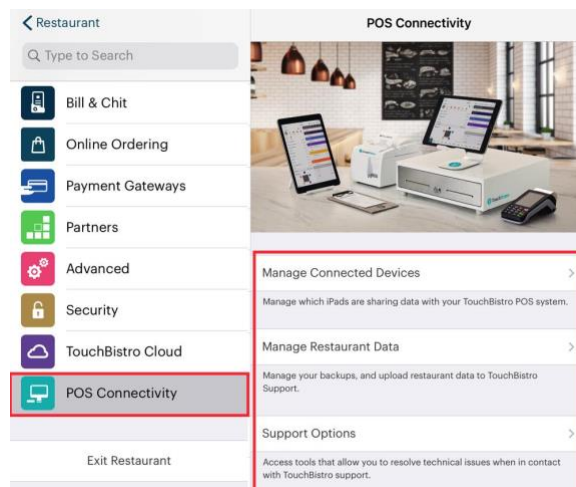 Restaurant
Type to Search
Bill & Chit
Online Ordering
Payment Gateways
Partners
Advanced
Security
TouchBistro Cloud
POS Connectivity
Exit Restaurant
POS Connectivity
Manage Connected Devices
Manage which iPads are sharing data with your TouchBistro POS system.
Manage Restaurant Data
Manage your backups, and upload restaurant data to TouchBistro
Support.
Support Options
Access tools that allow you to resolve technical issues when in contact
with TouchBistro support.